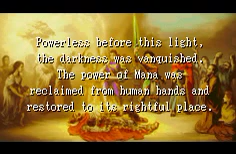 Powerless before this light,
the darkness was vanquished.
The power of Mana was
reclaimed from human hands and
restored to its rightful place.